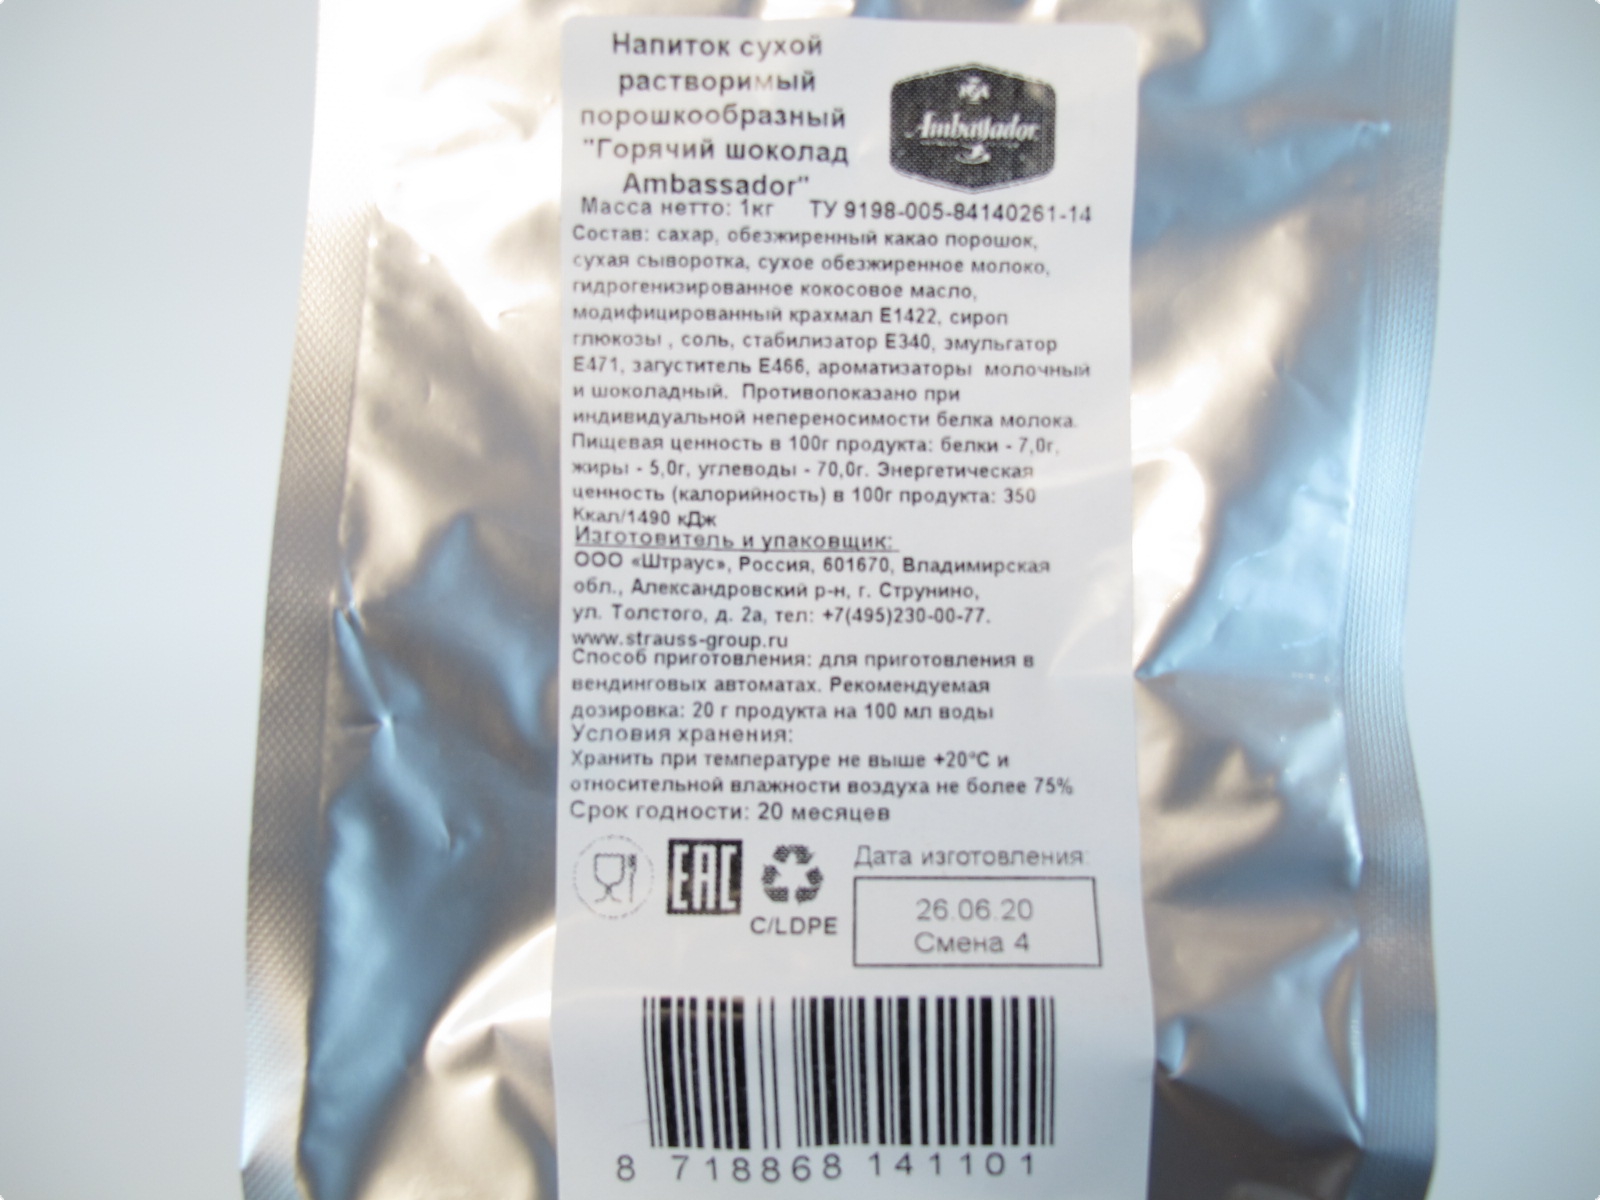 Напиток сухой
растворимый
порошкообразный
"Горячий шоколад
Ambassador"
Ambassador
Масса нетто: 1кг ТУ 9198-005-84140261-14
Состав: сахар, обезжиренный какао порошок,
сухая сыворотка, сухое обезжиренное молоко,
гидрогенизированное кокосовое масло,
модифицированный крахмал Е1422, сироп
глюкозы , соль, стабилизатор Е340, эмульгатор
Е471, загуститель Е466, ароматизаторы молочный
и шоколадный. Противопоказано при
индивидуальной непереносимости белка молока.
Пищевая ценность в 100г продукта: белки - 7,0г,
жиры - 5,0г, углеводы - 70,0г. Энергетическая
ценность (калорийность) в 100г продукта: 350
Ккал/1490 кДж
Изготовитель и упаковщик:
ООО «Штраус», Россия, 601670, Владимирская
обл., Александровский р-н, г. Струнино,
ул. Толстого, д. 2а, тел: +7(495)230-00-77.
www.strauss-group.ru
Способ приготовления: для приготовления в
вендинговых автоматах. Рекомендуемая
дозировка: 20 г продукта на 100 мл воды
Условия хранения:
Хранить при температуре не выше +20°С и
относительной влажности воздуха не более 75%
Срок годности: 20 месяцев
EAC
C/LDPE
Дата изготовления:
26.06.20
Смена 4
8 718868 141101